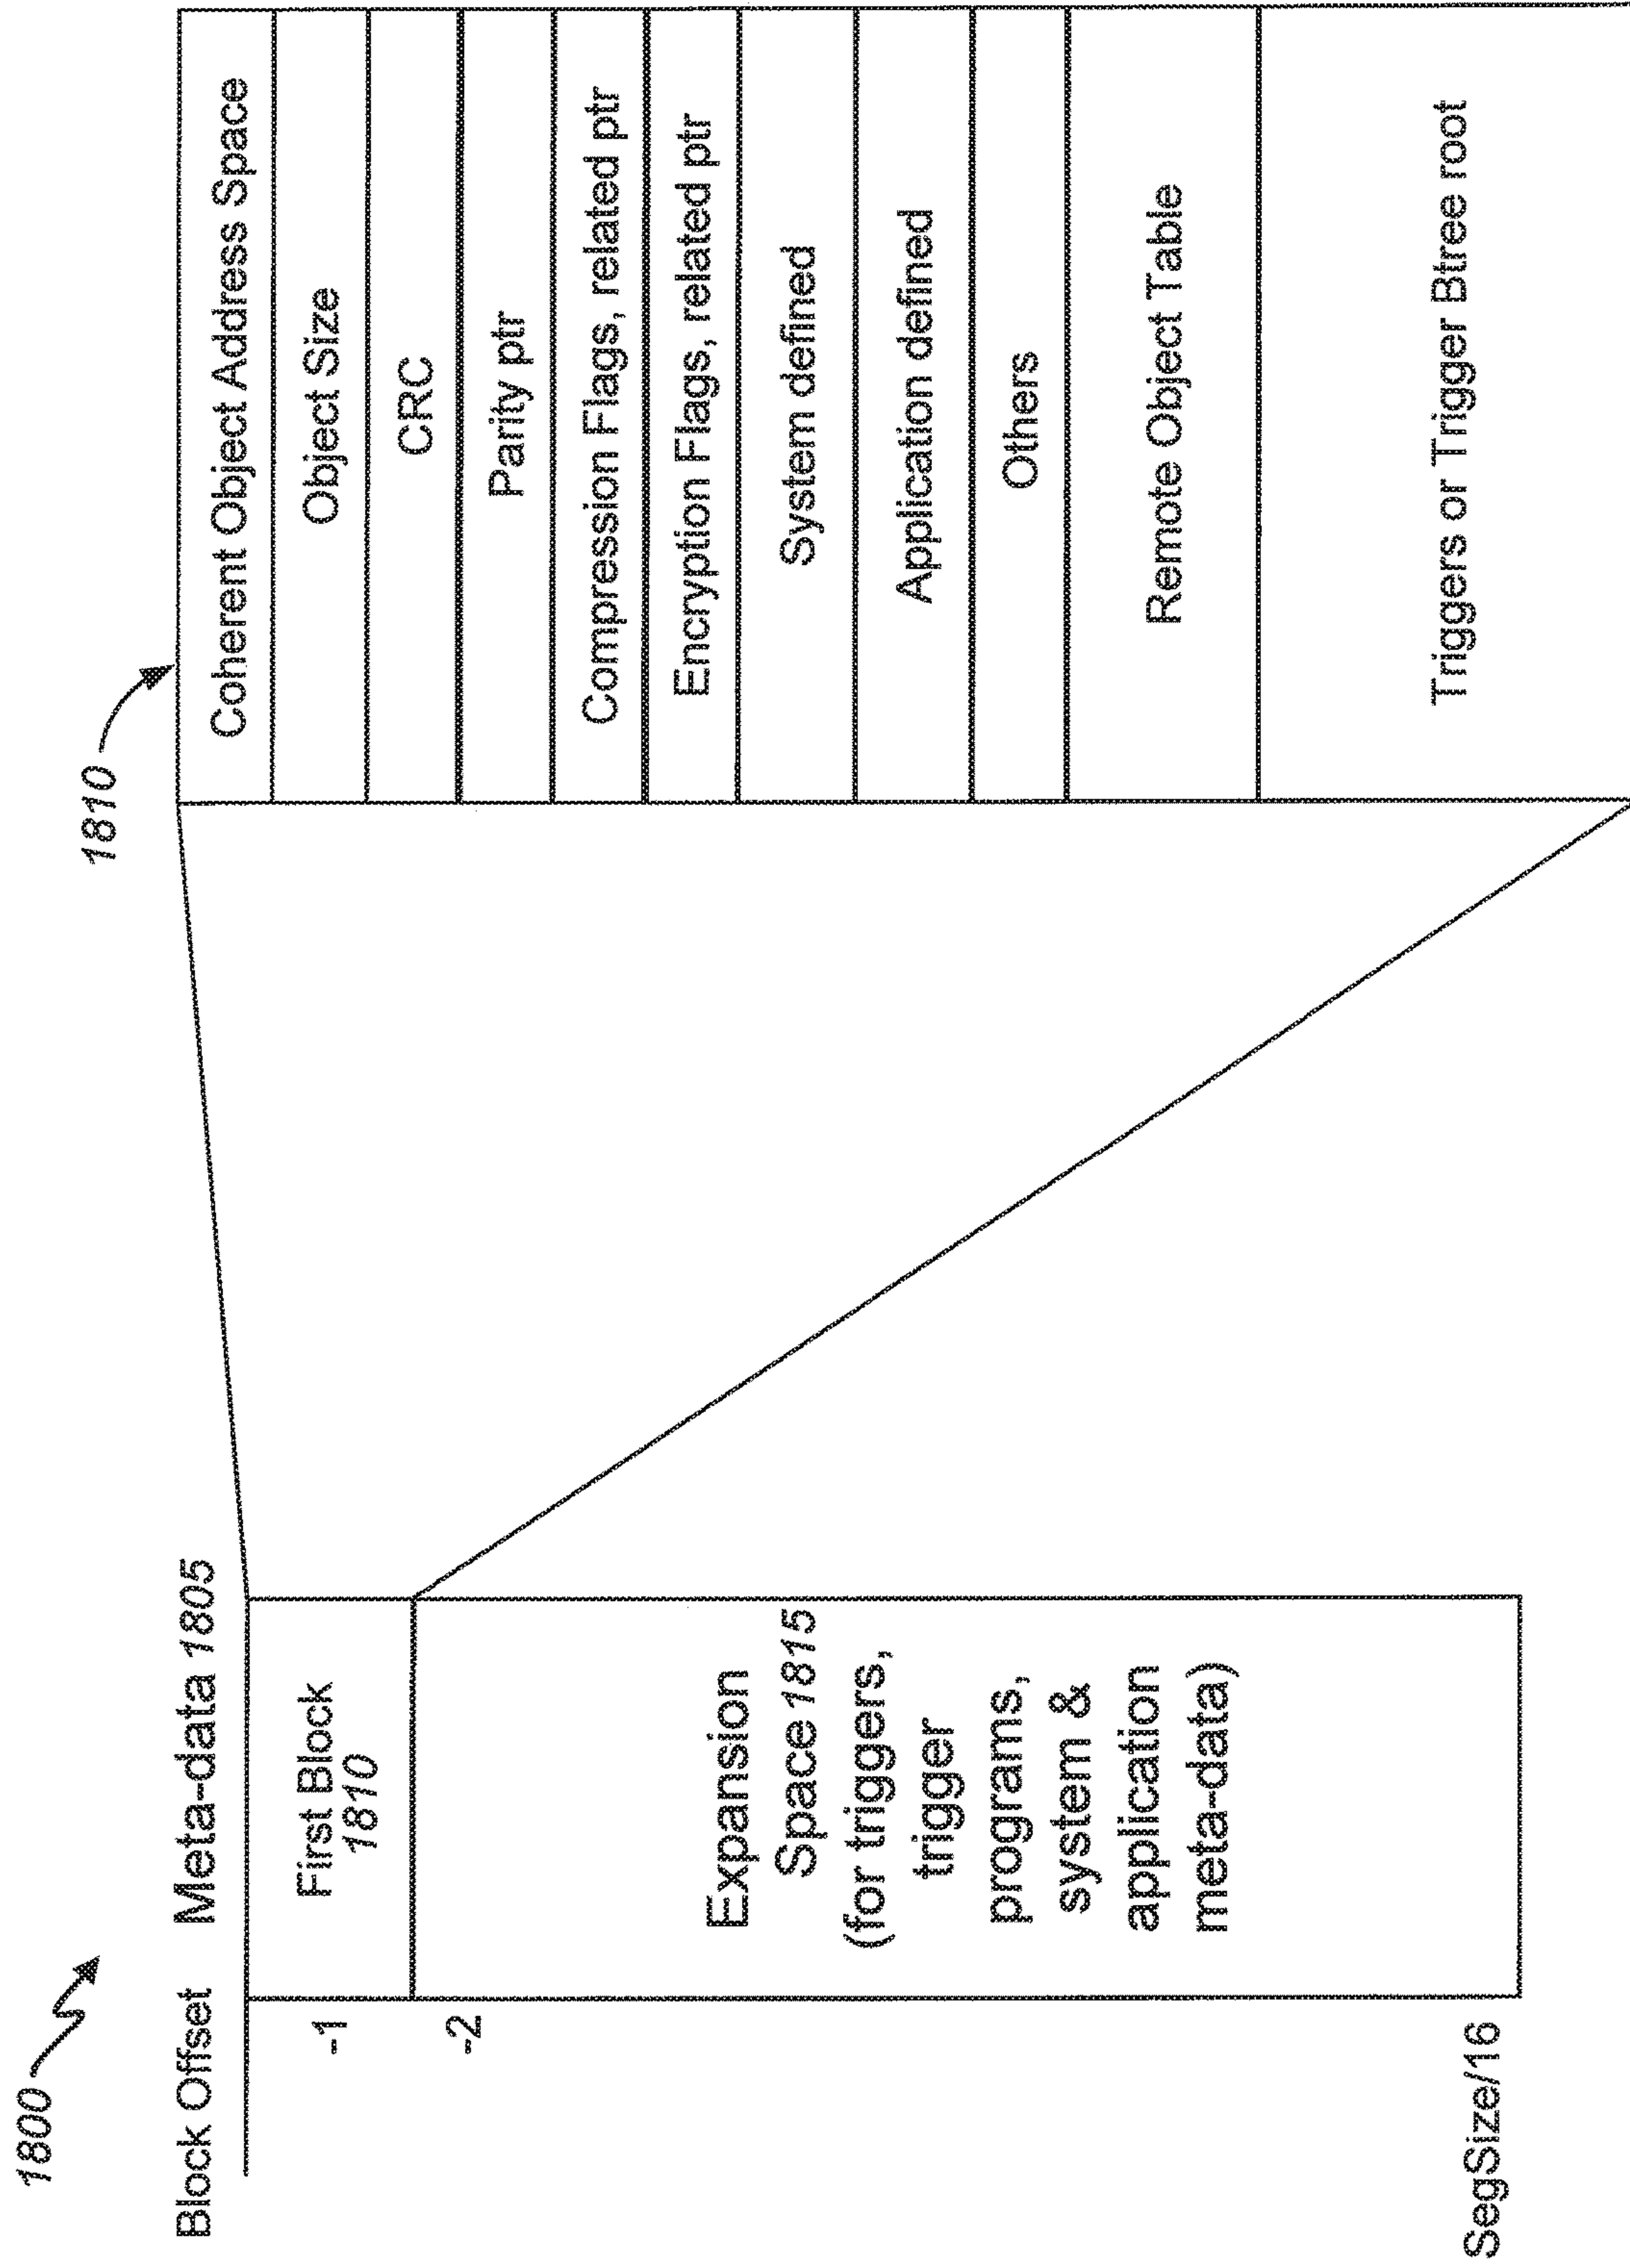 1800
Block Offset
Meta-data 1805
-1
First Block
1810
-2
Expansion
Space 1815
(for triggers,
trigger
programs,
system &
application
meta-data)
SegSize/16
1810
Coherent Object Address Space
Object Size
CRC
Parity ptr
Compression Flags, related ptr
Encryption Flags, related ptr
System defined
Application defined
Others
Remote Object Table
Triggers or Trigger Btree root